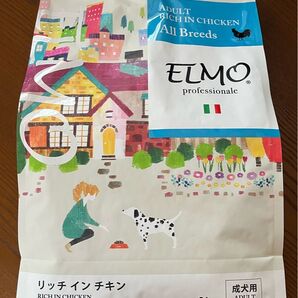 ADULT
RICH IN CHICKEN
All Breeds
ELMO®
professionale
MO
リッチ イン チキン
RICH IN CHICKEN
成犬用
ADULT